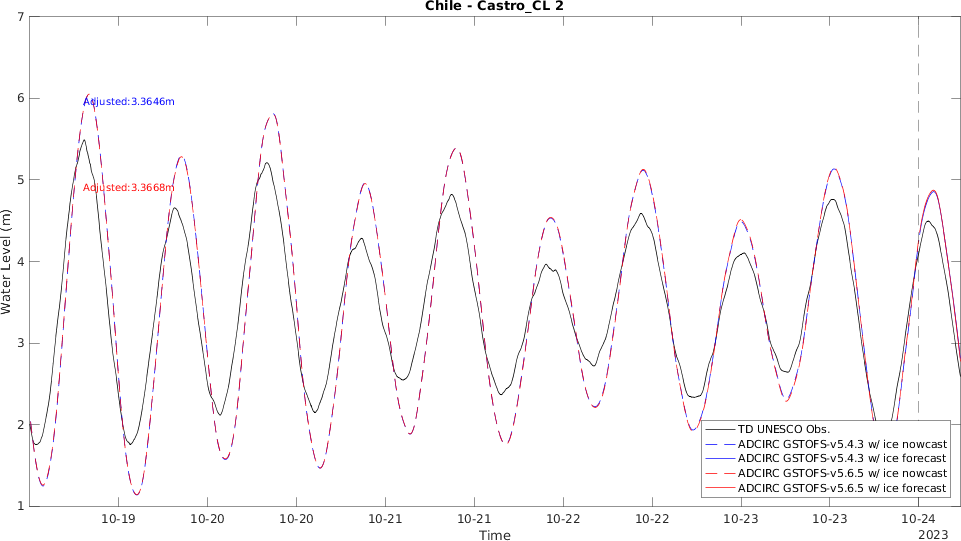 Chile - Castro_CL 2
7
6
5
4
3
2
1
Water Level (m)
Adjusted:3.3646m
Adjusted:3.3668m
TD UNESCO Obs.
ADCIRC GSTOFS-v5.4.3 w/ ice nowcast
ADCIRC GSTOFS-v5.4.3 w/ ice forecast
ADCIRC GSTOFS-v5.6.5 w/ ice nowcast
ADCIRC GSTOFS-v5.6.5 w/ ice forecast
10-19 10-20 10-20 10-21 10-21 10-22 10-22 10-23 10-23 10-24
Time
2023